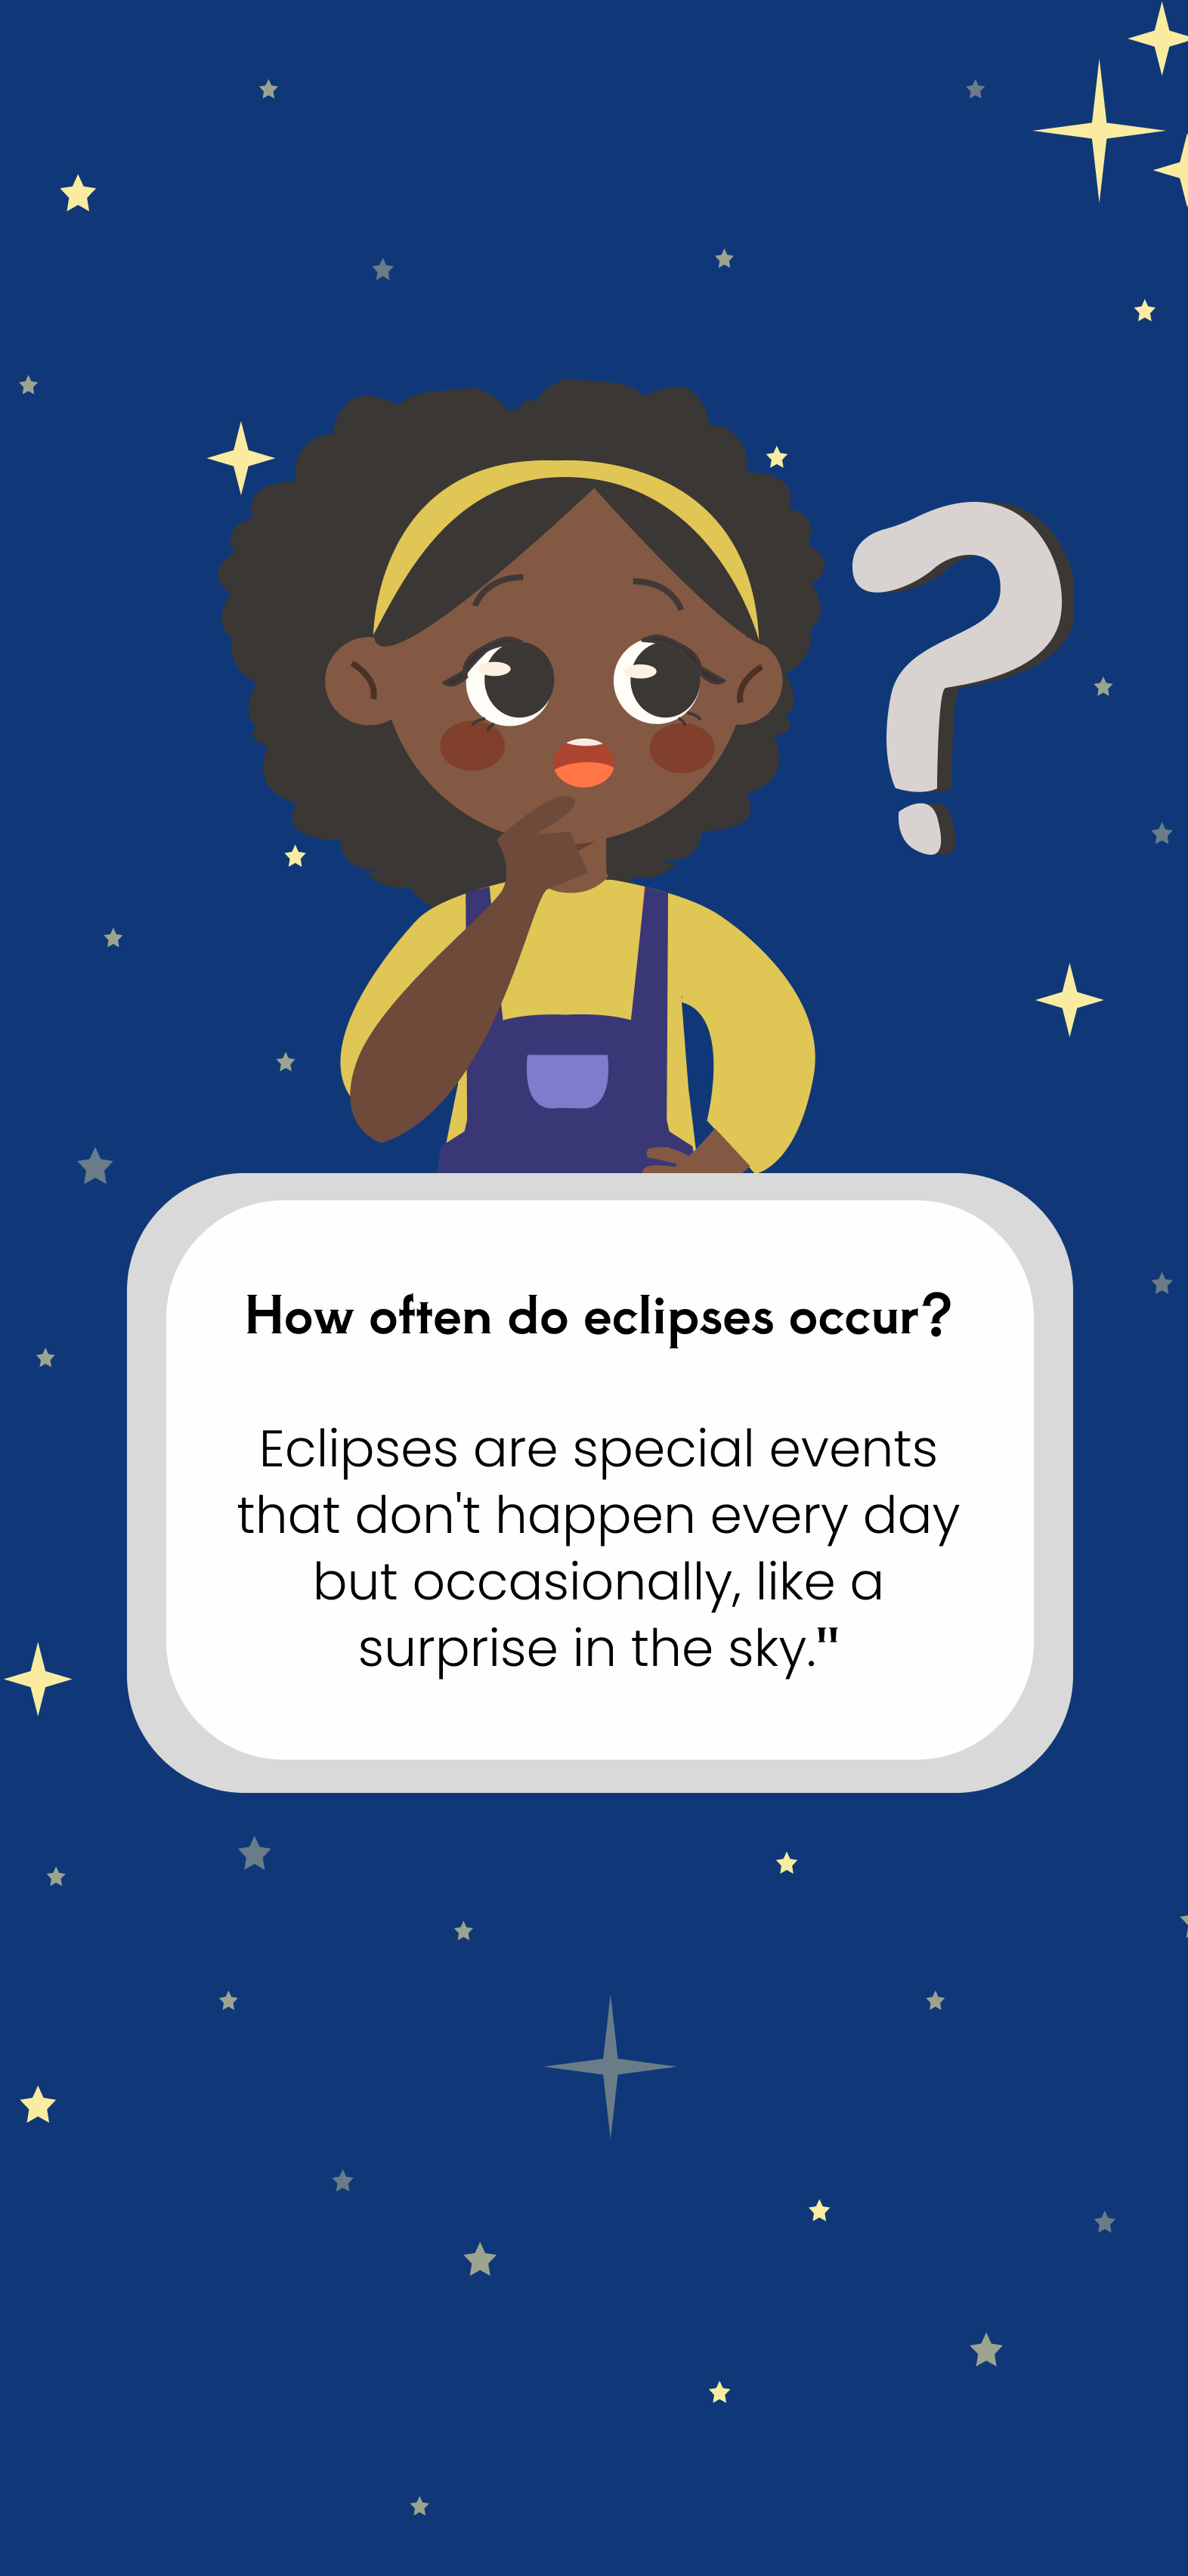 ?
How often do eclipses occur?
Eclipses are special events
that don't happen every day
but occasionally, like a
surprise in the sky."